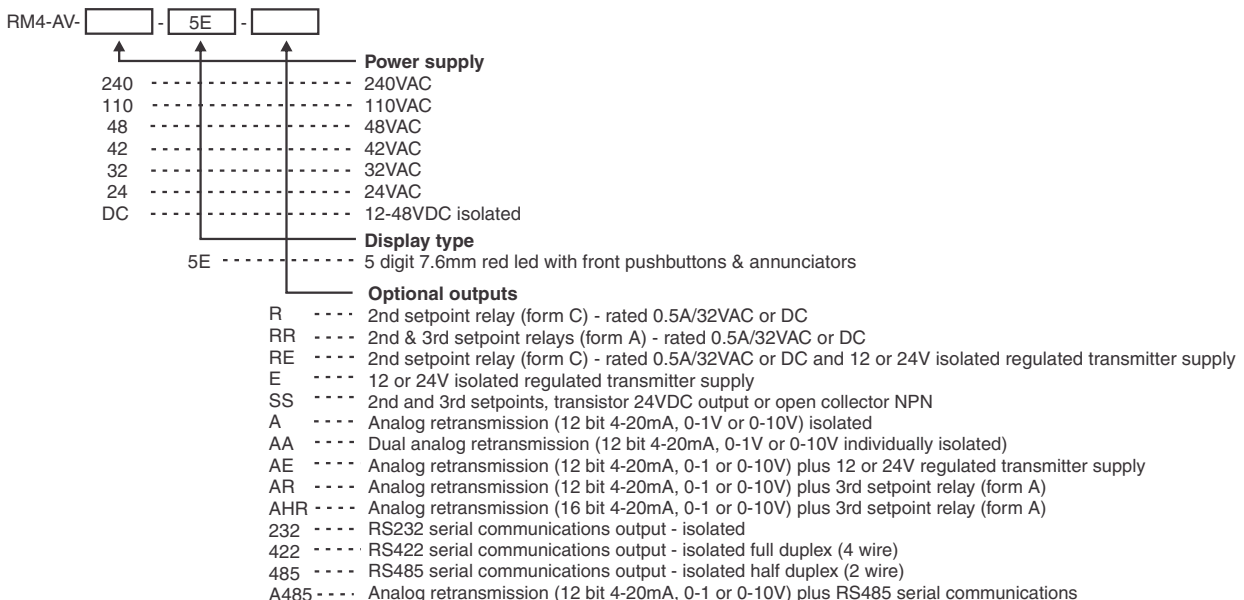 RM4-AV- - 5E -
Power supply
240 240VAC
110 110VAC
48 48VAC
42 42VAC
32 32VAC
24 24VAC
DC 12-48VDC isolated
Display type
5E 5 digit 7.6mm red led with front pushbuttons & annunciators
Optional outputs
R 2nd setpoint relay (form C) - rated 0.5A/32VAC or DC
RR 2nd & 3rd setpoint relays (form A) - rated 0.5A/32VAC or DC
RE 2nd setpoint relay (form C) - rated 0.5A/32VAC or DC and 12 or 24V isolated regulated transmitter supply
E 12 or 24V isolated regulated transmitter supply
SS 2nd and 3rd setpoints, transistor 24VDC output or open collector NPN
A Analog retransmission (12 bit 4-20mA, 0-1V or 0-10V) isolated
AA Dual analog retransmission (12 bit 4-20mA, 0-1V or 0-10V individually isolated)
AE Analog retransmission (12 bit 4-20mA, 0-1 or 0-10V) plus 12 or 24V regulated transmitter supply
AR Analog retransmission (12 bit 4-20mA, 0-1 or 0-10V) plus 3rd setpoint relay (form A)
AHR Analog retransmission (16 bit 4-20mA, 0-1 or 0-10V) plus 3rd setpoint relay (form A)
232 RS232 serial communications output - isolated
422 RS422 serial communications output - isolated full duplex (4 wire)
485 RS485 serial communications output - isolated half duplex (2 wire)
A485 Analog retransmission (12 bit 4-20mA, 0-1 or 0-10V) plus RS485 serial communications